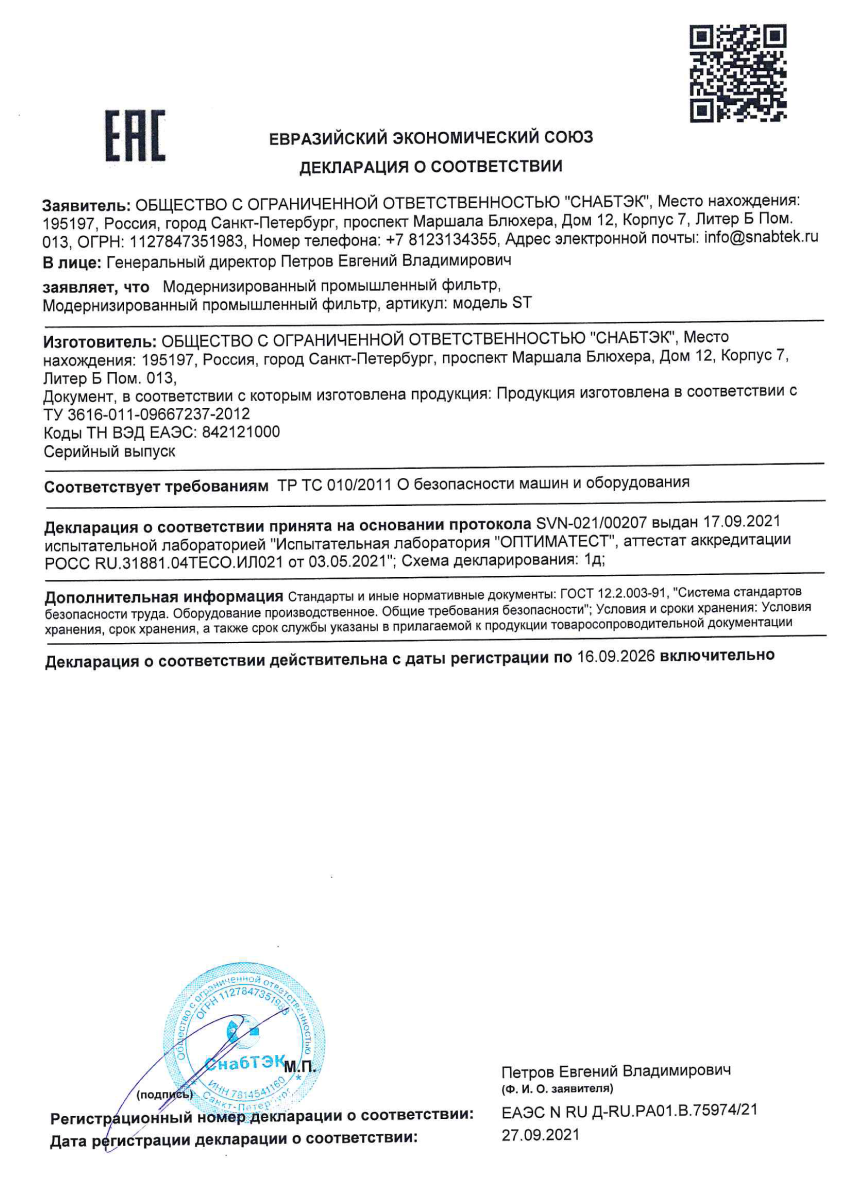 ЕАС
ЕВРАЗИЙСКИЙ ЭКОНОМИЧЕСКИЙ СОЮЗ
ДЕКЛАРАЦИЯ О СООТВЕТСТВИИ
Заявитель: ОБЩЕСТВО С ОГРАНИЧЕННОЙ ОТВЕТСТВЕННОСТЬЮ "СНАБТЭК", Место нахождения:
195197, Россия, город Санкт-Петербург, проспект Маршала Блюхера, Дом 12, Корпус 7, Литер Б Пом.
013, ОГРН: 1127847351983, Номер телефона: +7 8123134355, Адрес электронной почты: info@snabtek.ru
В лице: Генеральный директор Петров Евгений Владимирович
заявляет, что Модернизированный промышленный фильтр,
Модернизированный промышленный фильтр, артикул: модель ST
Изготовитель: ОБЩЕСТВО С ОГРАНИЧЕННОЙ ОТВЕТСТВЕННОСТЬЮ "СНАБТЭК", Место
нахождения: 195197, Россия, город Санкт-Петербург, проспект Маршала Блюхера, Дом 12, Корпус 7,
Литер Б Пом. 013,
Документ, в соответствии с которым изготовлена продукция: Продукция изготовлена в соответствии с
ТУ 3616-011-09667237-2012
Коды ТН ВЭД ЕАЭС: 842121000
Серийный выпуск
Соответствует требованиям ТР ТС 010/2011 О безопасности машин и оборудования
Декларация о соответствии принята на основании протокола SVN-021/00207 выдан 17.09.2021
испытательной лабораторией "Испытательная лаборатория "ОПТИМАТЕСТ", аттестат аккредитации
РОСС RU.31881.04ТЕСО.ИЛ021 от 03.05.2021"; Схема декларирования: 1д;
Дополнительная информация Стандарты и иные нормативные документы: ГОСТ 12.2.003-91, "Система стандартов
безопасности труда. Оборудование производственное. Общие требования безопасности"; Условия и сроки хранения: Условия
хранения, срок хранения, а также срок службы указаны в прилагаемой к продукции товаросопроводительной документации
Декларация о соответствии действительна с даты регистрации по 16.09.2026 включительно
Общество с ограниченной ответственностью
ОГРН 1127847351983
СнабТЭК
ИНН 7814541160
Санкт-Петербург
М.П.
(подпись)
Петров Евгений Владимирович
(Ф. И. О. заявителя)
Регистрационный номер декларации о соответствии: ЕАЭС N RU Д-RU.РА01.В.75974/21
Дата регистрации декларации о соответствии: 27.09.2021